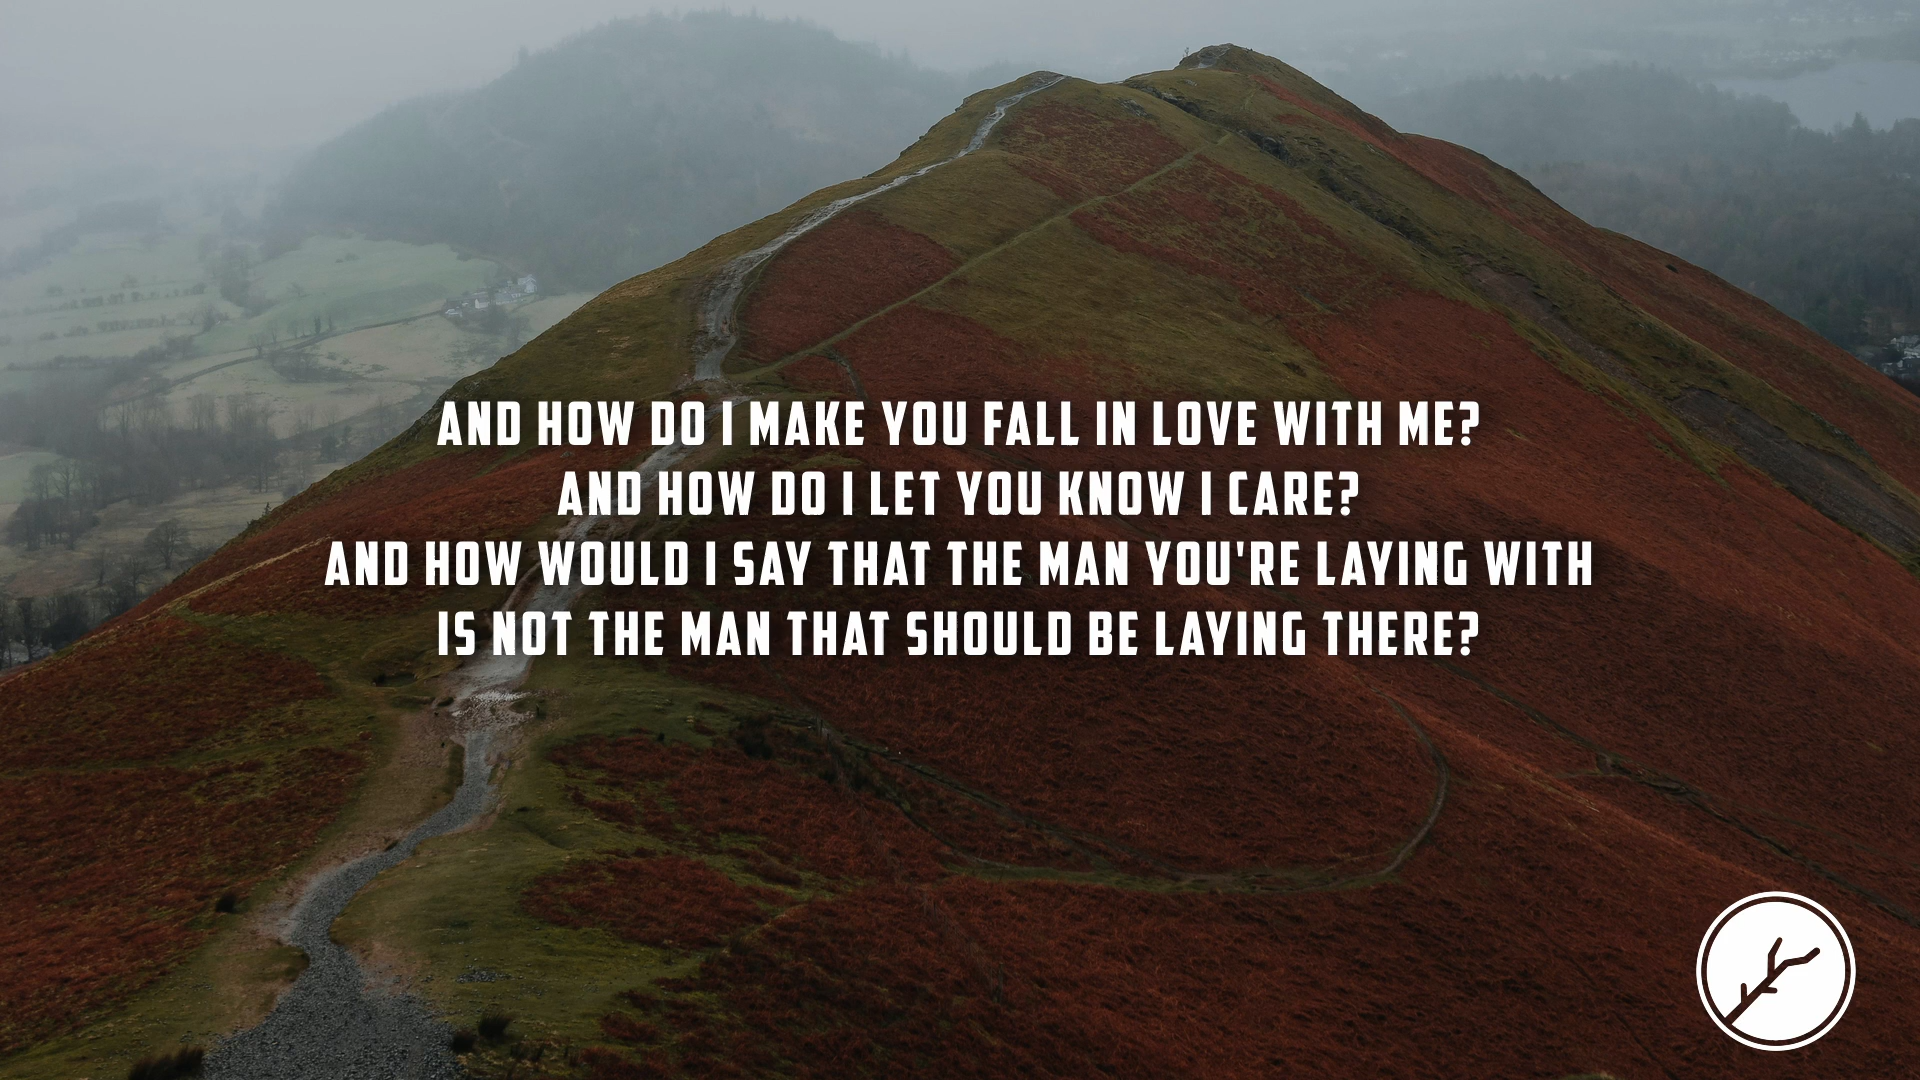 AND HOW DO I MAKE YOU FALL IN LOVE WITH ME?
AND HOW DO I LET YOU KNOW I CARE?
AND HOW WOULD I SAY THAT THE MAN YOU'RE LAYING WITH
IS NOT THE MAN THAT SHOULD BE LAYING THERE?